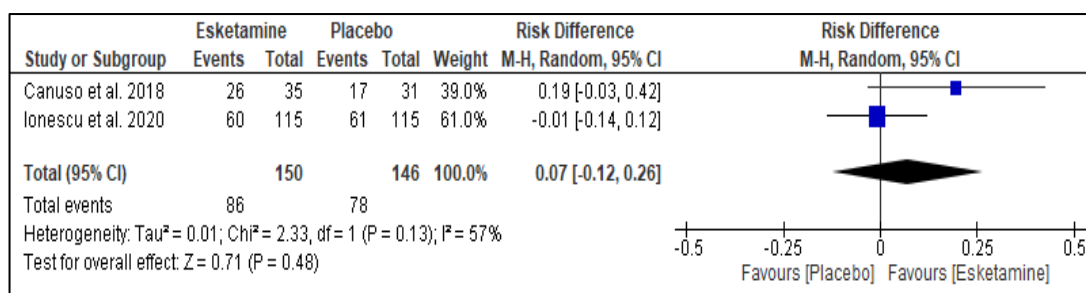 Esketamine Placebo Risk Difference Risk Difference
Study or Subgroup Events Total Events Total Weight M-H, Random, 95% CI M-H, Random, 95% CI
Canuso et al. 2018 26 35 17 31 39.0% 0.19 [-0.03, 0.42]
Ionescu et al. 2020 60 115 61 115 61.0% -0.01 [-0.14, 0.12]
Total (95% CI) 150 146 100.0% 0.07 [-0.12, 0.26]
Total events 86 78
Heterogeneity: Tau² = 0.01; Chi² = 2.33, df = 1 (P = 0.13); I² = 57%
Test for overall effect: Z = 0.71 (P = 0.48)
-0.5 -0.25 0 0.25 0.5
Favours [Placebo] Favours [Esketamine]